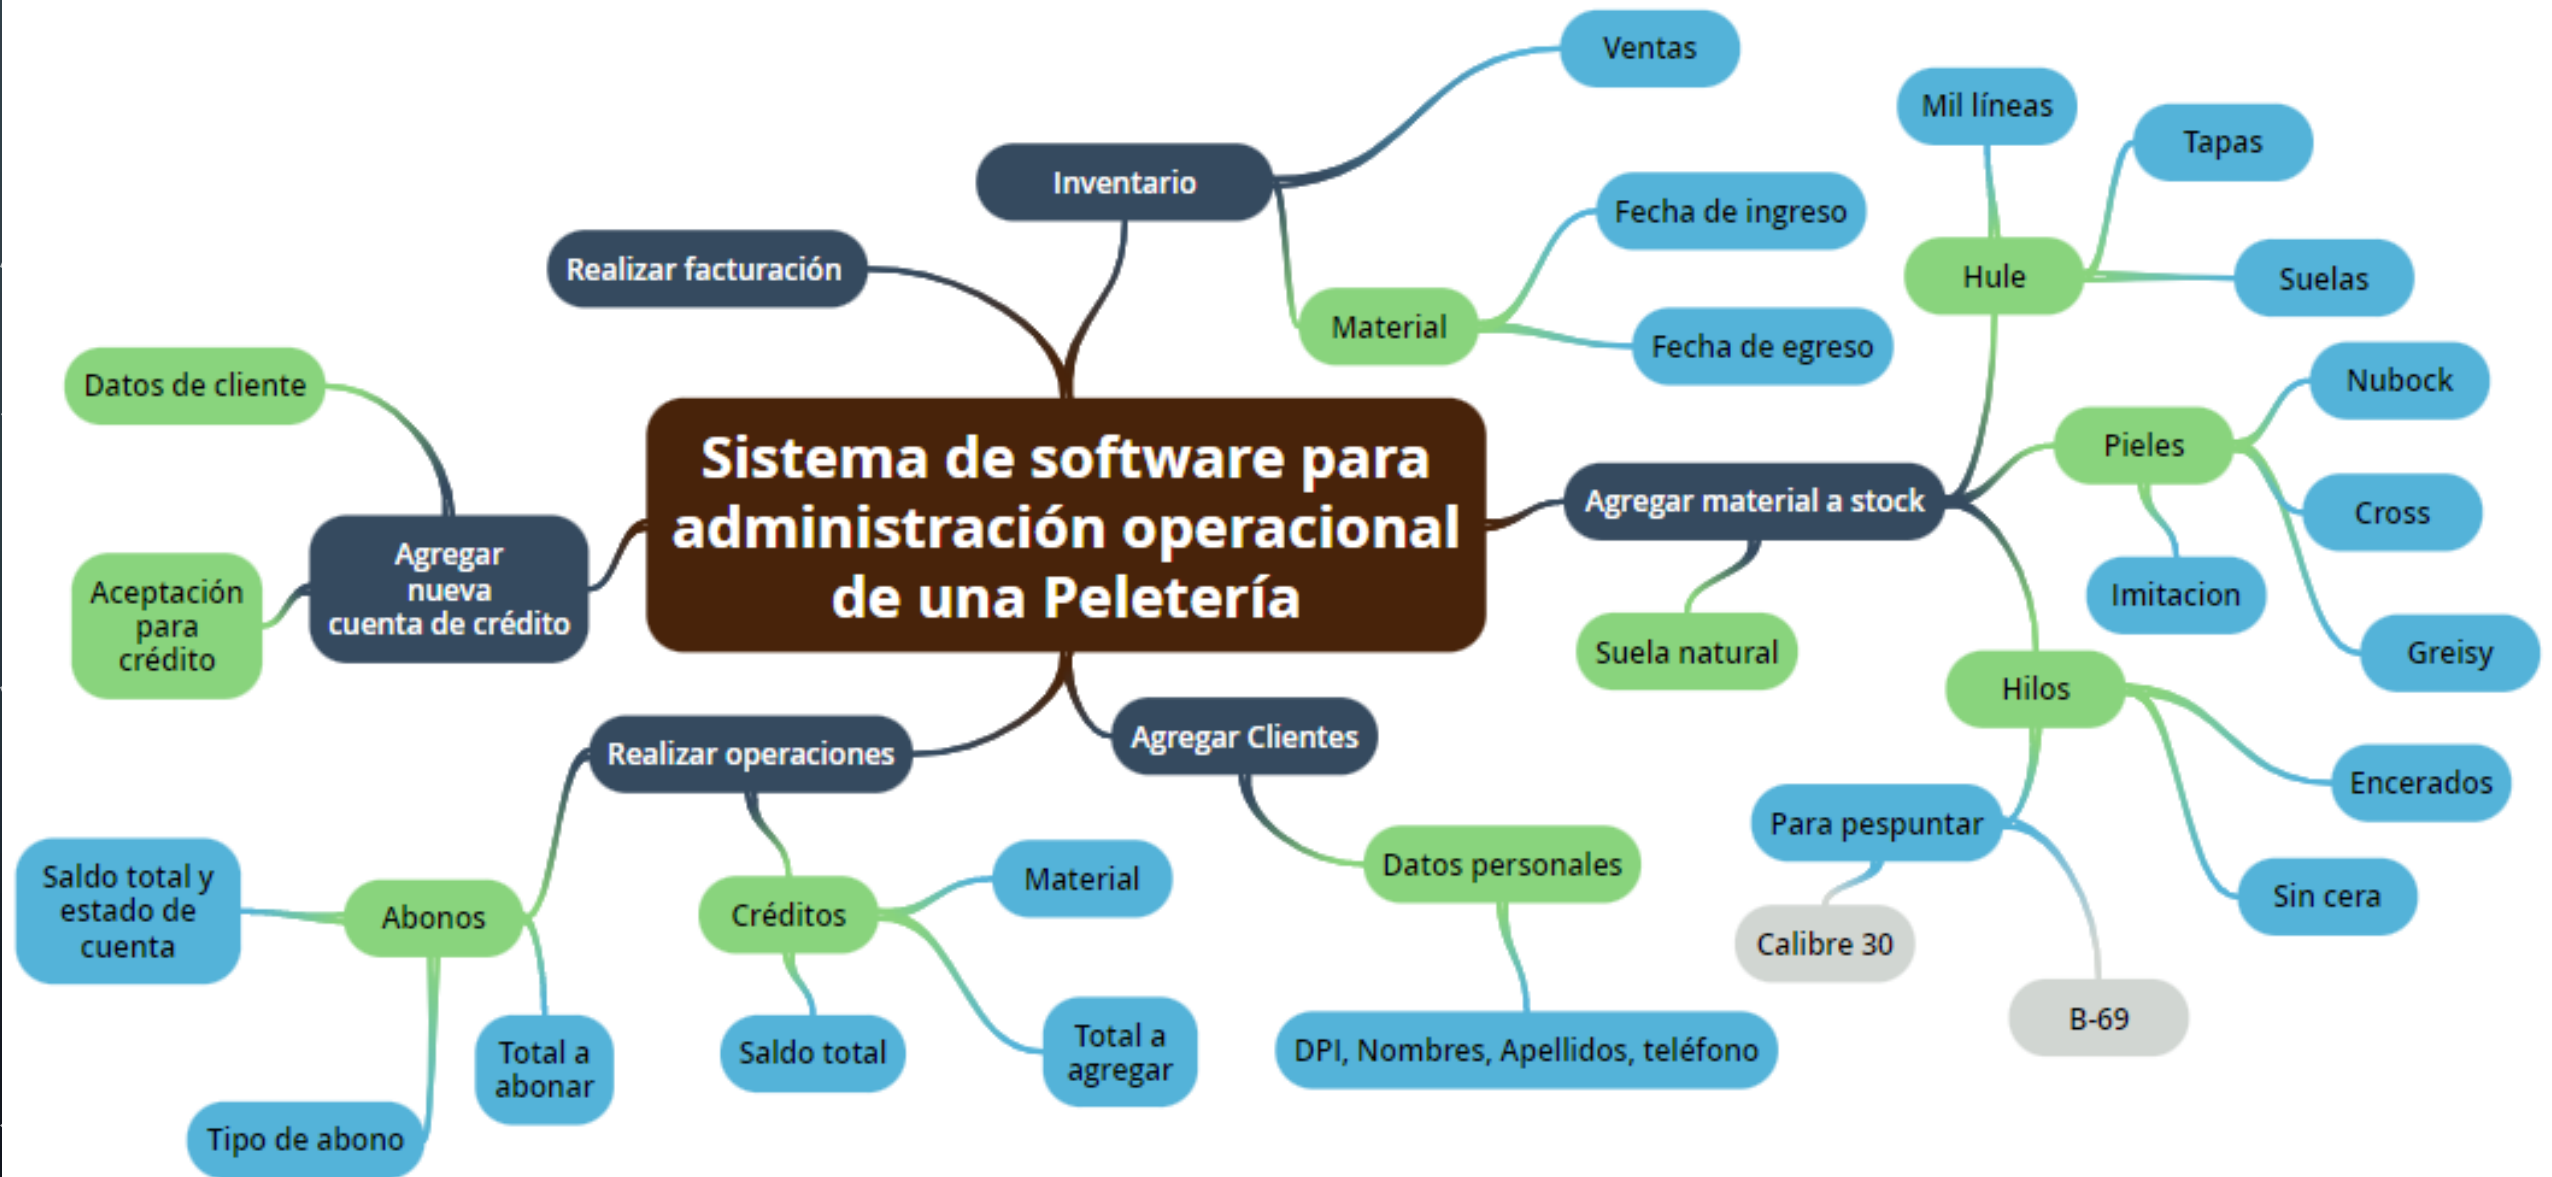 Ventas
Mil líneas
Tapas
Inventario
Fecha de ingreso
Realizar facturación
Hule
Suelas
Material
Fecha de egreso
Datos de cliente
Nubock
Pieles
Sistema de software para
administración operacional
de una Peletería
Agregar material a stock
Cross
Agregar
nueva
cuenta de crédito
Aceptación
para
crédito
Imitacion
Suela natural
Greisy
Hilos
Realizar operaciones
Agregar Clientes
Encerados
Para pespuntar
Datos personales
Saldo total y
estado de
cuenta
Abonos
Créditos
Material
Sin cera
Calibre 30
B-69
Total a
abonar
Saldo total
Total a
agregar
DPI, Nombres, Apellidos, teléfono
Tipo de abono